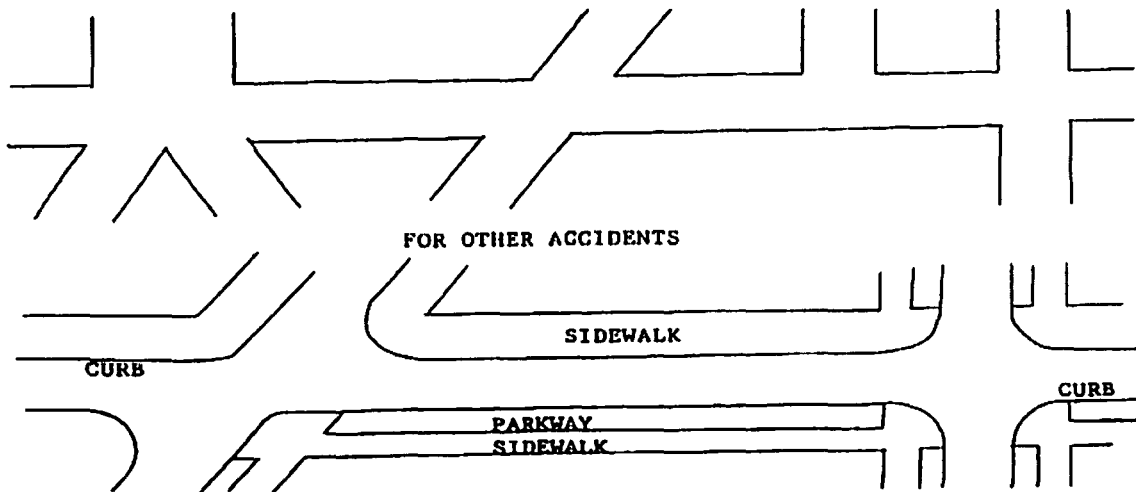 FOR OTHER ACCIDENTS
SIDEWALK
CURB
CURB
PARKWAY
SIDEWALK